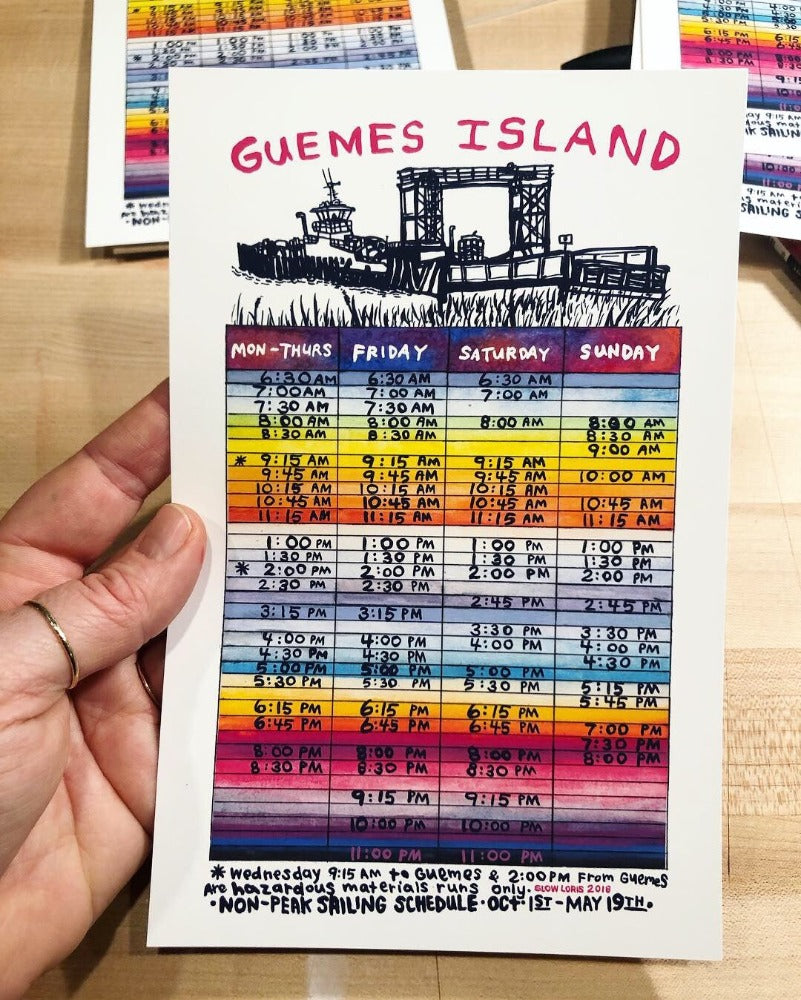 GUEMES ISLAND
MON-THURS FRIDAY SATURDAY SUNDAY
6:30 AM 6:30 AM 6:30 AM
7:00 AM 7:00 AM 7:00 AM
7:30 AM 7:30 AM
8:00 AM 8:00 AM 8:00 AM 8:00 AM
8:30 AM 8:30 AM 8:30 AM
9:00 AM
* 9:15 AM 9:15 AM 9:15 AM
9:45 AM 9:45 AM 9:45 AM 10:00 AM
10:15 AM 10:15 AM 10:15 AM
10:45 AM 10:45 AM 10:45 AM 10:45 AM
11:15 AM 11:15 AM 11:15 AM 11:15 AM
1:00 PM 1:00 PM 1:00 PM 1:00 PM
1:30 PM 1:30 PM 1:30 PM 1:30 PM
* 2:00 PM 2:00 PM 2:00 PM 2:00 PM
2:30 PM 2:30 PM
2:45 PM 2:45 PM
3:15 PM 3:15 PM
3:30 PM 3:30 PM
4:00 PM 4:00 PM 4:00 PM 4:00 PM
4:30 PM 4:30 PM 4:30 PM
5:00 PM 5:00 PM 5:00 PM
5:30 PM 5:30 PM 5:30 PM 5:15 PM
5:45 PM
6:15 PM 6:15 PM 6:15 PM
6:45 PM 6:45 PM 6:45 PM 7:00 PM
7:30 PM
8:00 PM 8:00 PM 8:00 PM 8:00 PM
8:30 PM 8:30 PM 8:30 PM
9:15 PM 9:15 PM
10:00 PM 10:00 PM
11:00 PM 11:00 PM
* Wednesday 9:15 AM to GUEMES & 2:00 PM From GUEMES
Are hazardous materials runs only. SLOW LORIS 2018
·NON-PEAK SAILING SCHEDULE·OCT. 1ST-MAY 19TH.